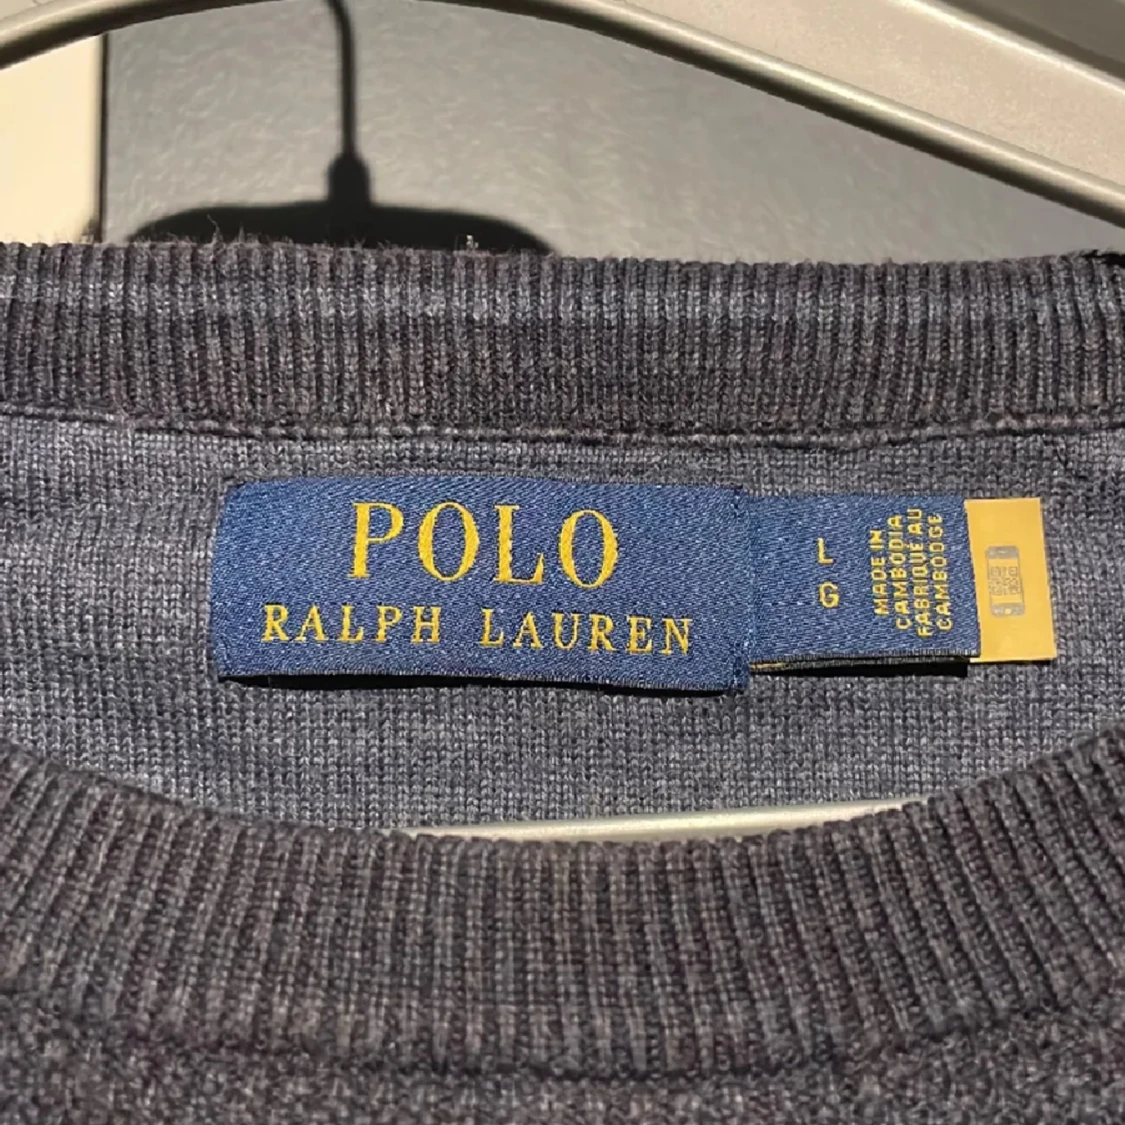 POLO
RALPH LAUREN
L
G
MADE IN
CAMBODIA
FABRIQUÉ AU
CAMBODGE